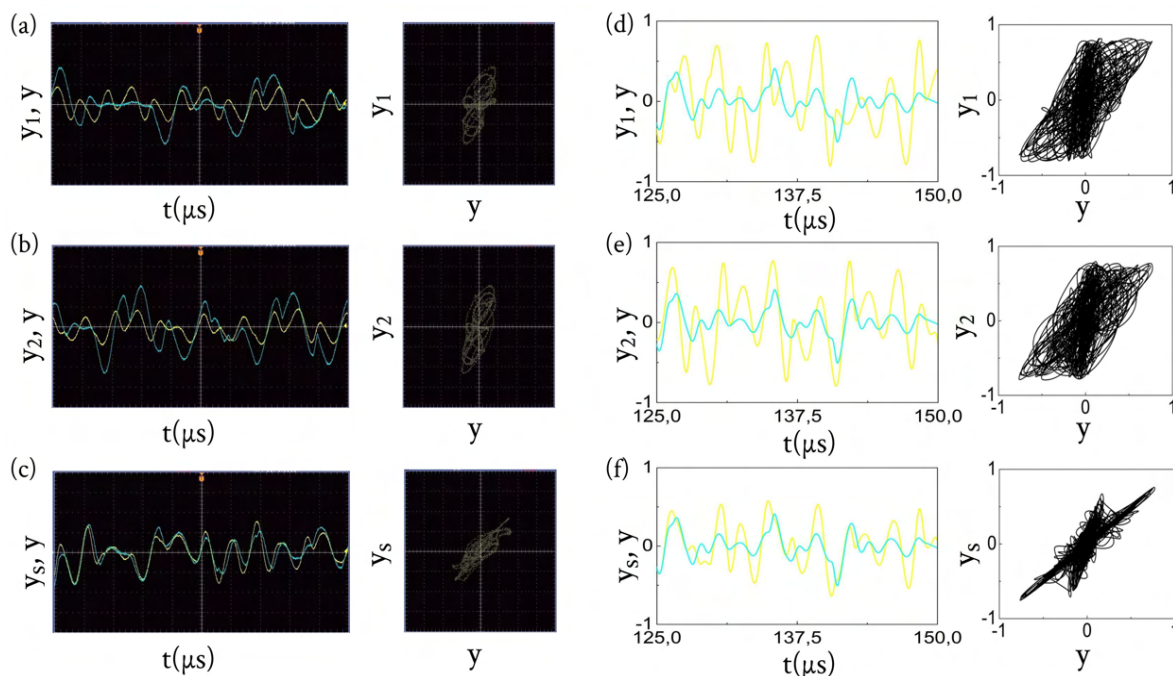 (a)
y₁, y
t(μs)
y₁
y
(d)
y₁, y
1
0
-1
125,0
137,5
150,0
t(μs)
y₁
1
0
-1
-1
0
1
y
(b)
y₂, y
t(μs)
y₂
y
(e)
y₂, y
1
0
-1
125,0
137,5
150,0
t(μs)
y₂
1
0
-1
-1
0
1
y
(c)
yₛ, y
t(μs)
yₛ
y
(f)
yₛ, y
1
0
-1
125,0
137,5
150,0
t(μs)
yₛ
1
0
-1
-1
0
1
y